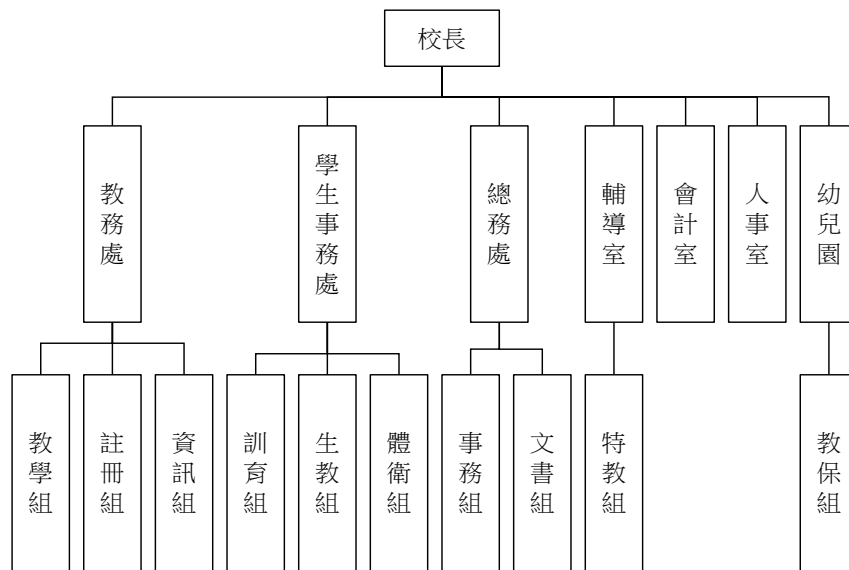 校長
教務處
學生事務處
總務處
輔導室
會計室
人事室
幼兒園
教學組
註冊組
資訊組
訓育組
生教組
體衛組
事務組
文書組
特教組
教保組